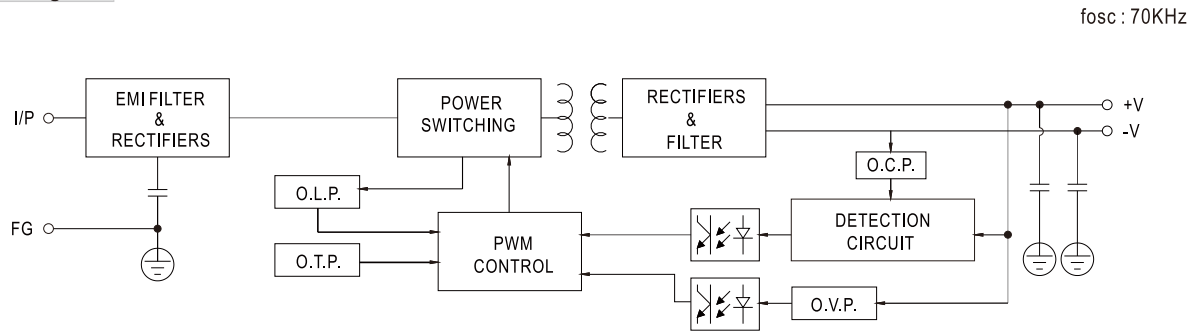 fosc : 70KHz
I/P
EMI FILTER
&
RECTIFIERS
POWER
SWITCHING
RECTIFIERS
&
FILTER
+V
-V
O.C.P.
O.L.P.
FG
PWM
CONTROL
DETECTION
CIRCUIT
O.T.P.
O.V.P.